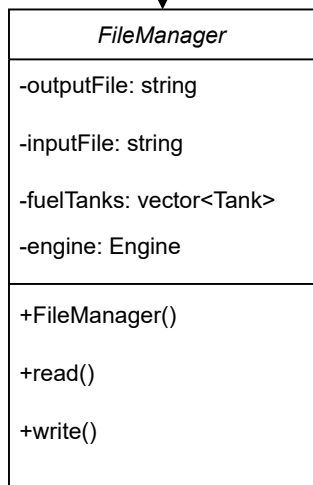 FileManager
-outputFile: string
-inputFile: string
-fuelTanks: vector<Tank>
-engine: Engine
+FileManager()
+read()
+write()